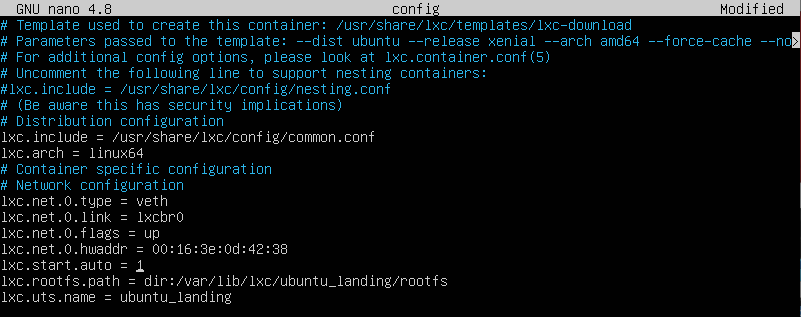 GNU nano 4.8 config Modified
# Template used to create this container: /usr/share/lxc/templates/lxc-download
# Parameters passed to the template: --dist ubuntu --release xenial --arch amd64 --force-cache --no>
# For additional config options, please look at lxc.container.conf(5)
# Uncomment the following line to support nesting containers:
#lxc.include = /usr/share/lxc/config/nesting.conf
# (Be aware this has security implications)
# Distribution configuration
lxc.include = /usr/share/lxc/config/common.conf
lxc.arch = linux64
# Container specific configuration
# Network configuration
lxc.net.0.type = veth
lxc.net.0.link = lxcbr0
lxc.net.0.flags = up
lxc.net.0.hwaddr = 00:16:3e:0d:42:38
lxc.start.auto = 1
lxc.rootfs.path = dir:/var/lib/lxc/ubuntu_landing/rootfs
lxc.uts.name = ubuntu_landing